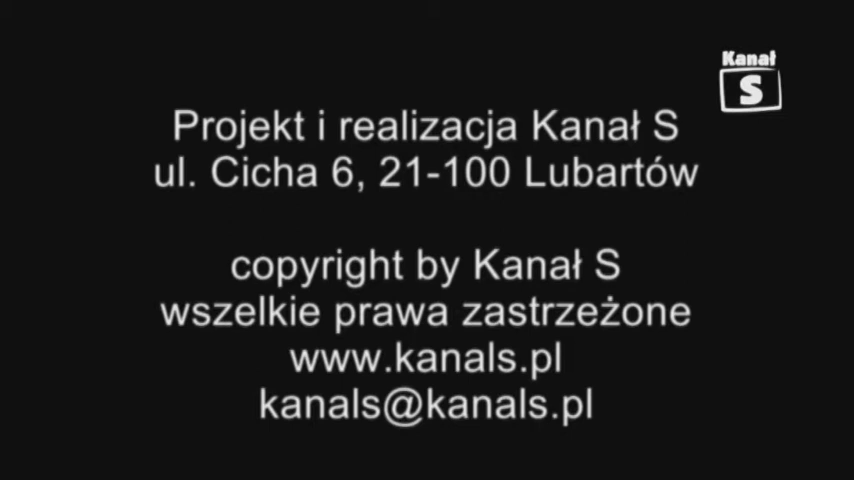 Kanał
S
Projekt i realizacja Kanał S
ul. Cicha 6, 21-100 Lubartów
copyright by Kanał S
wszelkie prawa zastrzeżone
www.kanals.pl
kanals@kanals.pl